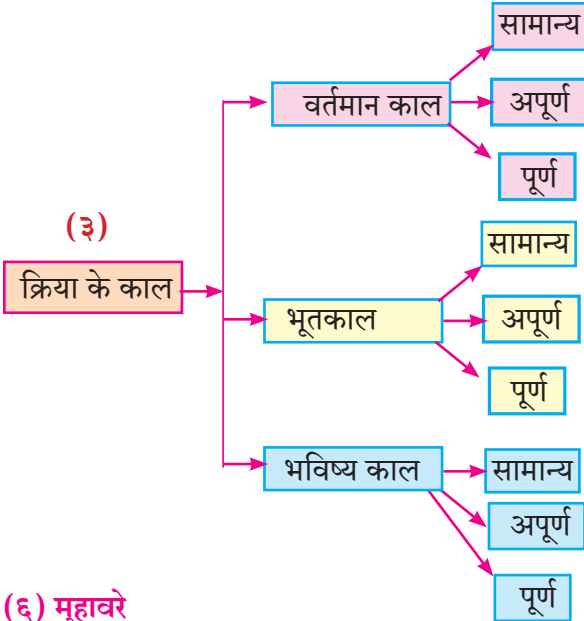 सामान्य
वर्तमान काल
अपूर्ण
पूर्ण
(३)
क्रिया के काल
सामान्य
भूतकाल
अपूर्ण
पूर्ण
भविष्य काल
सामान्य
अपूर्ण
पूर्ण
(६) मुहावरे